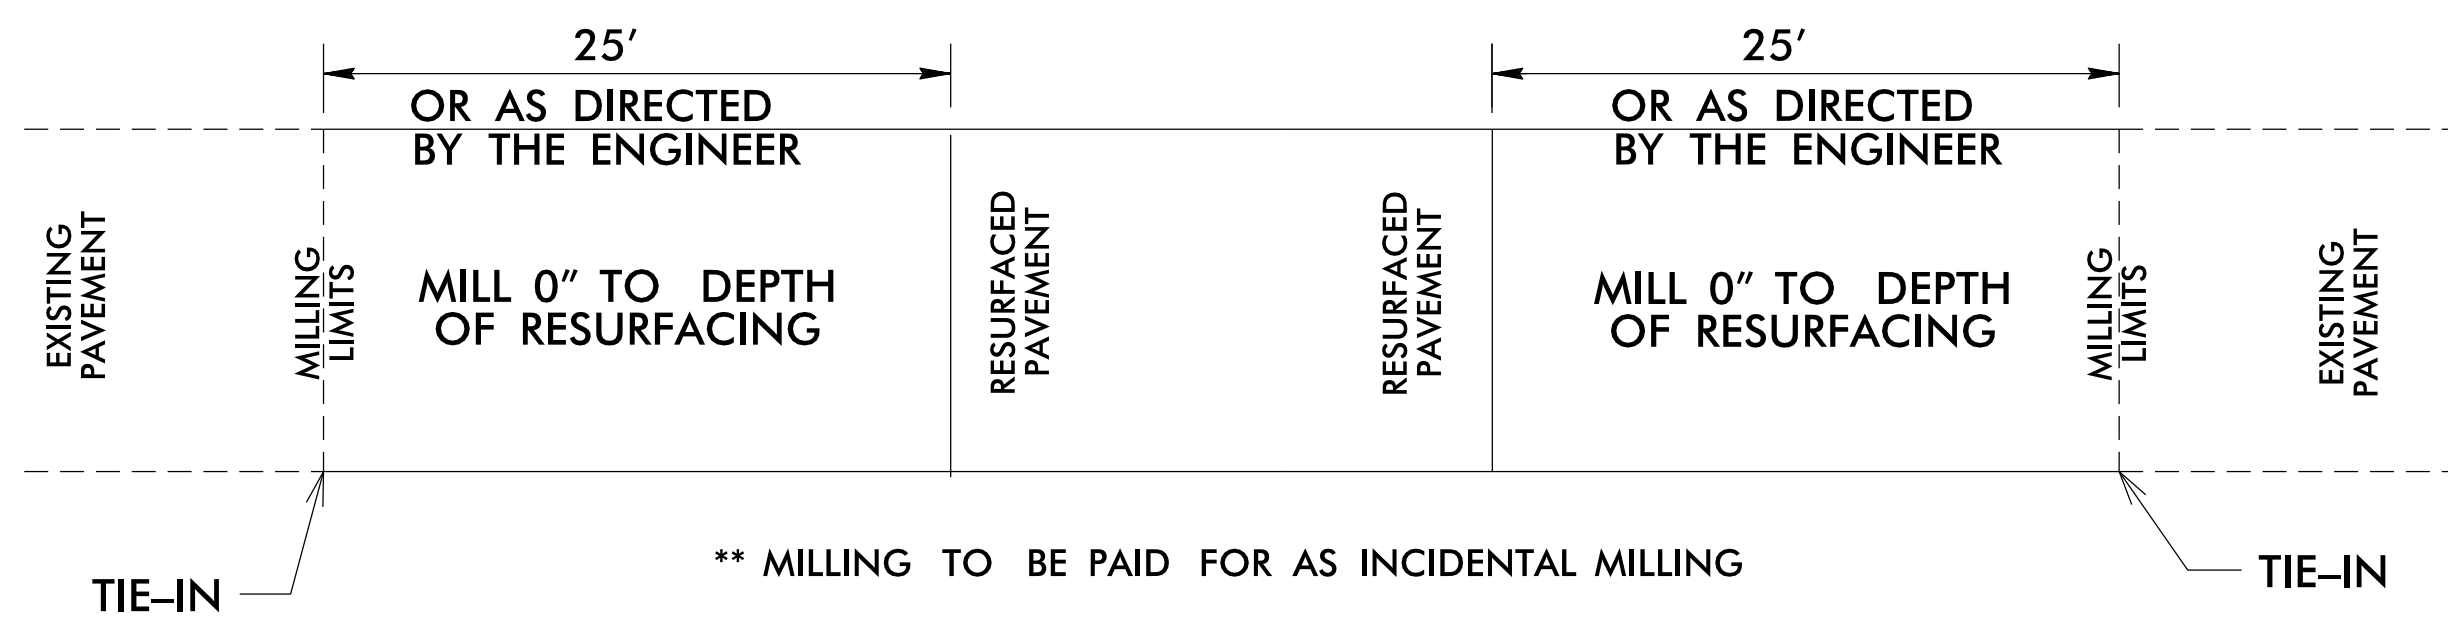 25′
OR AS DIRECTED
BY THE ENGINEER
25′
OR AS DIRECTED
BY THE ENGINEER
EXISTING
PAVEMENT
MILLING
LIMITS
MILL 0″ TO DEPTH
OF RESURFACING
RESURFACED
PAVEMENT
RESURFACED
PAVEMENT
MILL 0″ TO DEPTH
OF RESURFACING
MILLING
LIMITS
EXISTING
PAVEMENT
** MILLING TO BE PAID FOR AS INCIDENTAL MILLING
TIE–IN
TIE–IN